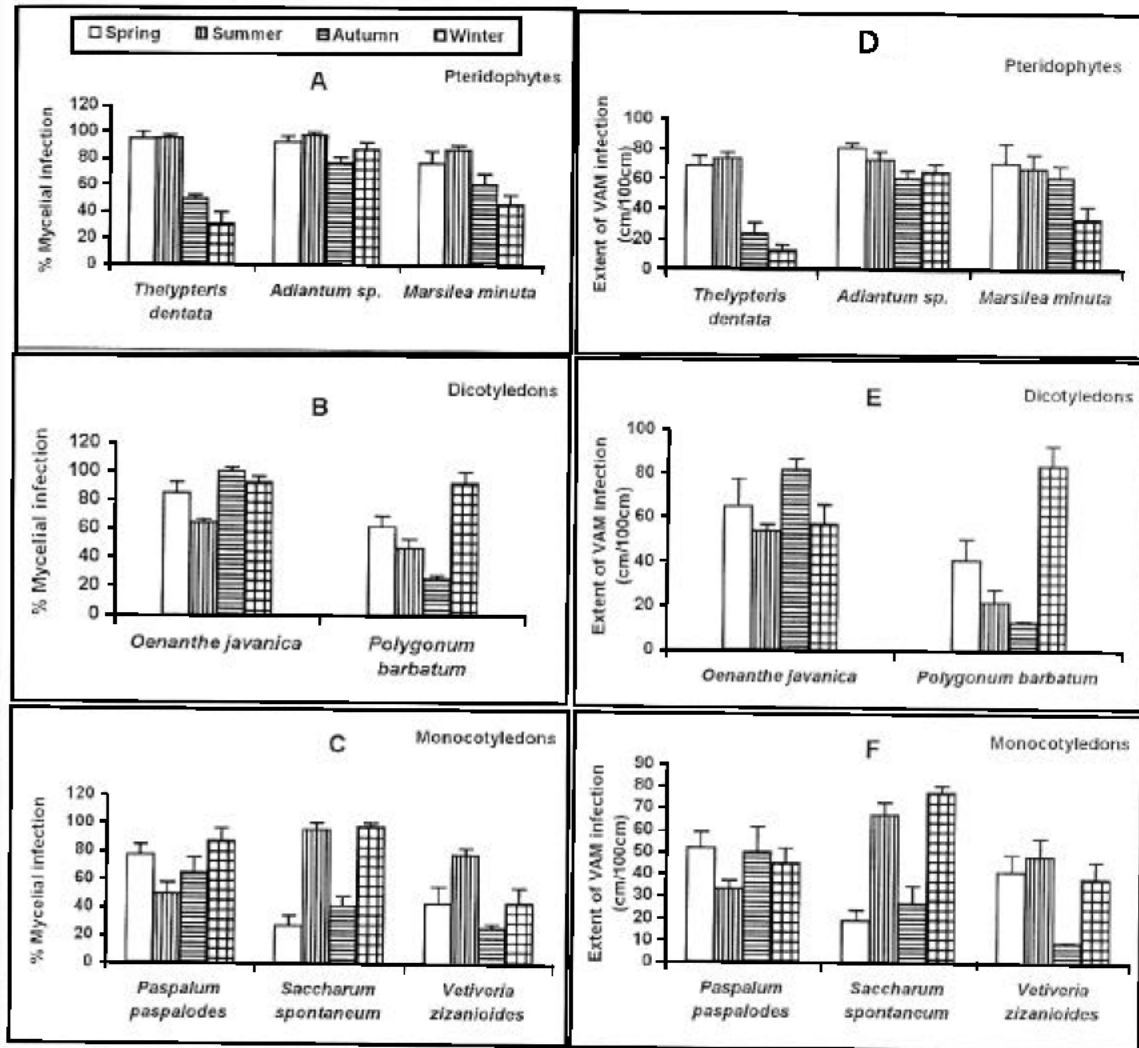 Spring Summer Autumn Winter
A
Pteridophytes
% Mycelial infection
120
100
80
60
40
20
0
Thelypteris dentata
Adiantum sp.
Marsilea minuta
D
Pteridophytes
Extent of VAM infection (cm/100cm)
100
80
60
40
20
0
Thelypteris dentata
Adiantum sp.
Marsilea minuta
B
Dicotyledons
% Mycelial infection
120
100
80
60
40
20
0
Oenanthe javanica
Polygonum barbatum
E
Dicotyledons
Extent of VAM infection (cm/100cm)
100
80
60
40
20
0
Oenanthe javanica
Polygonum barbatum
C
Monocotyledons
% Mycelial infection
120
100
80
60
40
20
0
Paspalum paspalodes
Saccharum spontaneum
Vetiveria zizanioides
F
Monocotyledons
Extent of VAM infection (cm/100cm)
90
80
70
60
50
40
30
20
10
0
Paspalum paspalodes
Saccharum spontaneum
Vetiveria zizanioides